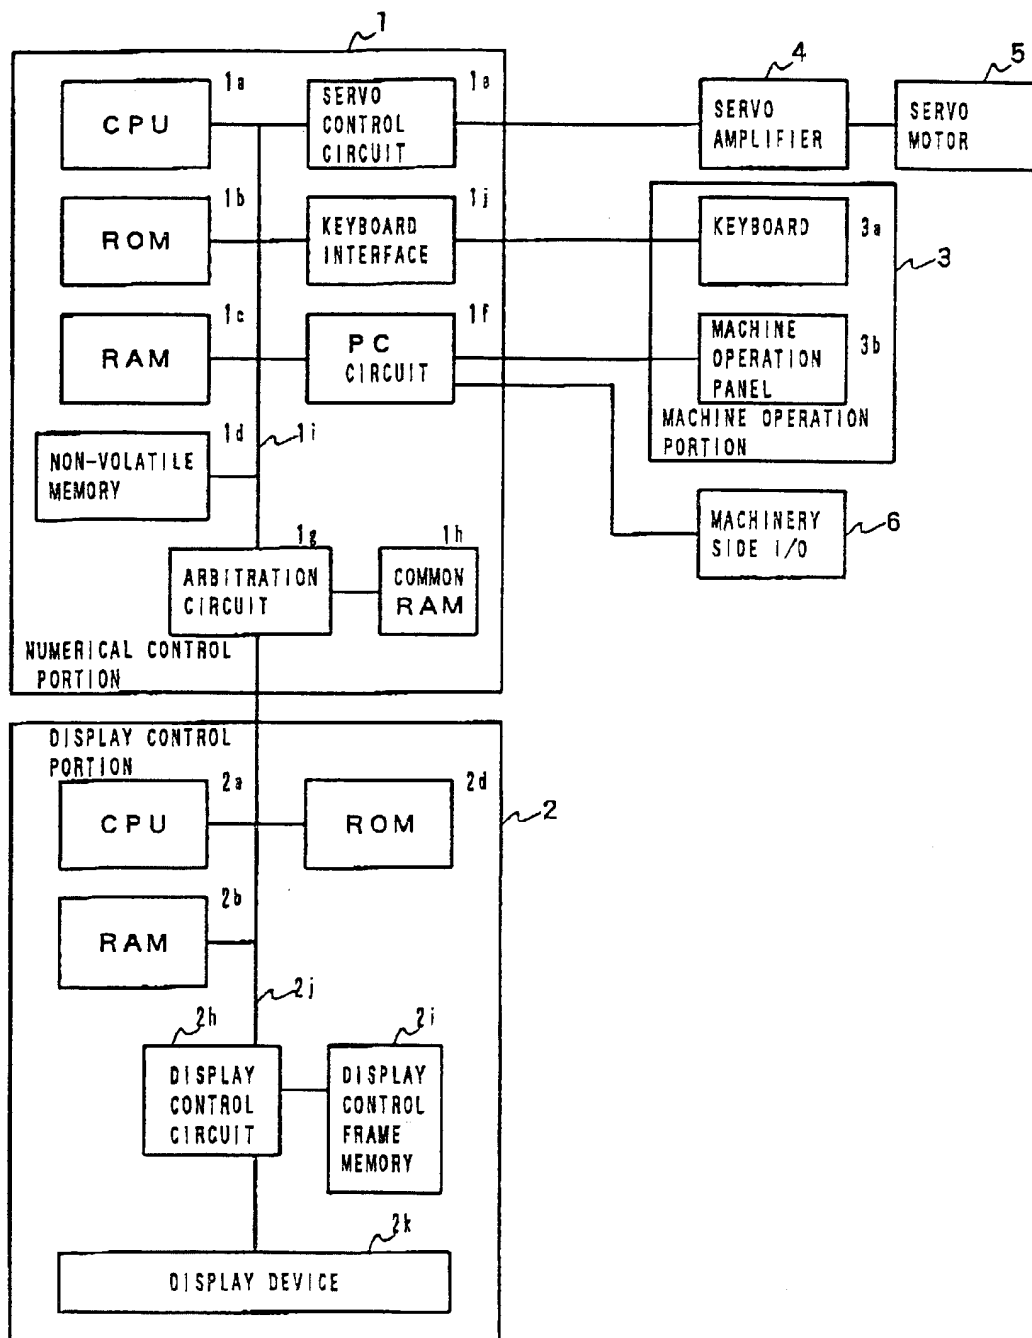 1
4
5
1a
CPU
SERVO
CONTROL
CIRCUIT
1e
SERVO
AMPLIFIER
SERVO
MOTOR
1b
ROM
KEYBOARD
INTERFACE
1j
KEYBOARD
3a
3
1c
RAM
PC
CIRCUIT
1f
MACHINE
OPERATION
PANEL
3b
MACHINE OPERATION
PORTION
1d
NON-VOLATILE
MEMORY
1i
MACHINERY
SIDE I/O
6
1g
ARBITRATION
CIRCUIT
1h
COMMON
RAM
NUMERICAL CONTROL
PORTION
DISPLAY CONTROL
PORTION
2a
CPU
2d
ROM
2
2b
RAM
2j
2h
DISPLAY
CONTROL
CIRCUIT
2i
DISPLAY
CONTROL
FRAME
MEMORY
2k
DISPLAY DEVICE